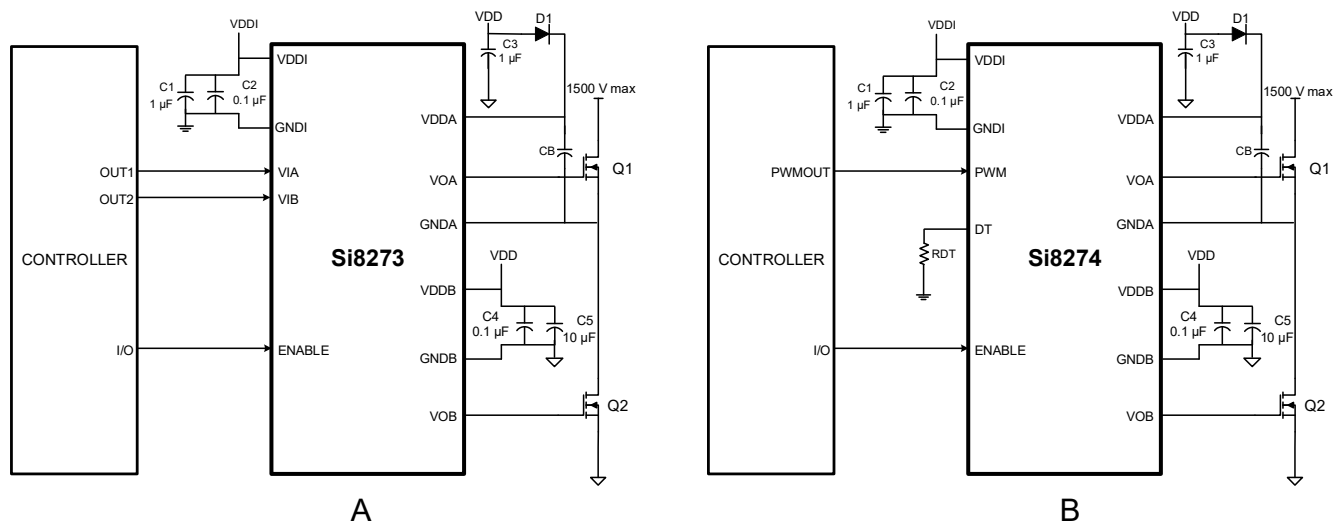 VDDI
VDD
D1
C3
1 µF
1500 V max
VDDI
C1
1 µF
C2
0.1 µF
GNDI
VDDA
CB
Q1
OUT1
VIA
VOA
OUT2
VIB
GNDA
CONTROLLER
Si8273
VDD
VDDB
C4
0.1 µF
C5
10 µF
I/O
ENABLE
GNDB
VOB
Q2
A
VDDI
VDD
D1
C3
1 µF
1500 V max
VDDI
C1
1 µF
C2
0.1 µF
GNDI
VDDA
CB
Q1
PWMOUT
PWM
VOA
GNDA
DT
RDT
CONTROLLER
Si8274
VDD
VDDB
C4
0.1 µF
C5
10 µF
I/O
ENABLE
GNDB
VOB
Q2
B